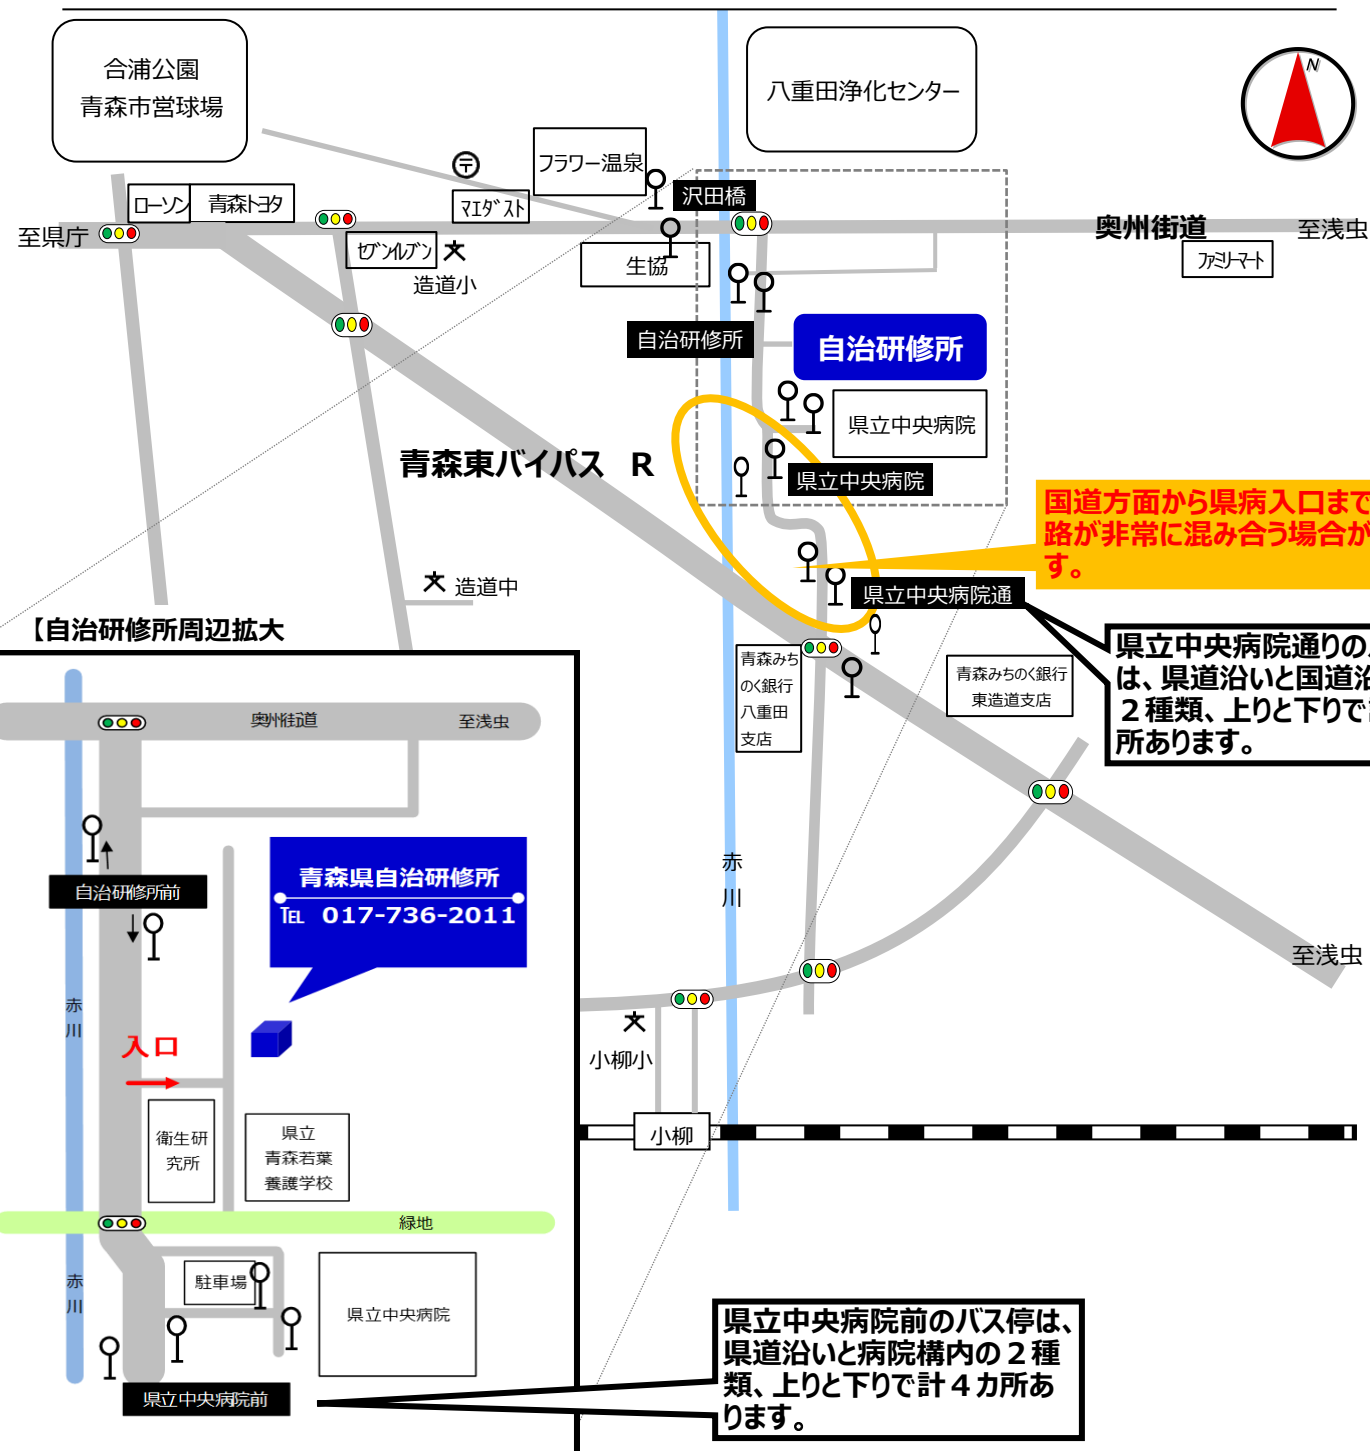 合浦公園
青森市営球場
八重田浄化センター
N
フラワー温泉
ローソン
青森トヨタ
マエダスト
沢田橋
至県庁
奥州街道
至浅虫
セブンイレブン
造道小
生協
ファミリーマート
自治研修所
自治研修所
県立中央病院
青森東バイパス R
県立中央病院
国道方面から県病入口まで
路が非常に混み合う場合が
す。
造道中
県立中央病院通
【自治研修所周辺拡大
県立中央病院通りの
は、県道沿いと国道沿
２種類、上りと下りで
所あります。
青森みち
のく銀行
八重田
支店
青森みちのく銀行
東造道支店
奥州街道
至浅虫
赤
川
青森県自治研修所
TEL 017-736-2011
自治研修所前
至浅虫
赤
川
入口
小柳小
衛生研
究所
県立
青森若葉
養護学校
小柳
緑地
赤
川
駐車場
県立中央病院
県立中央病院前
県立中央病院前のバス停は、
県道沿いと病院構内の２種
類、上りと下りで計４カ所あ
ります。